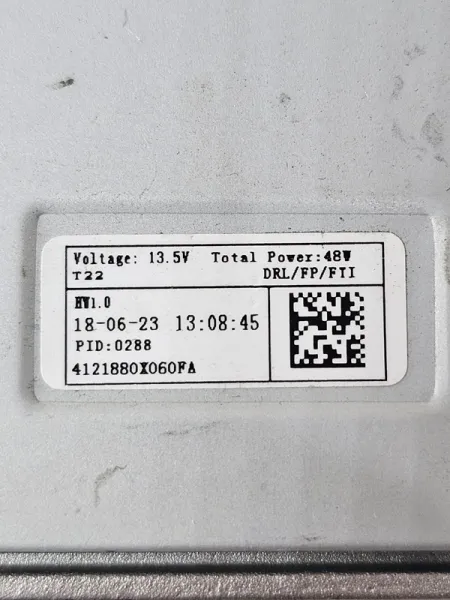 Voltage: 13.5V Total Power:48W
T22 DRL/FP/FTI
HW1.0
18-06-23 13:08:45
PID:0288
4121880X060FA